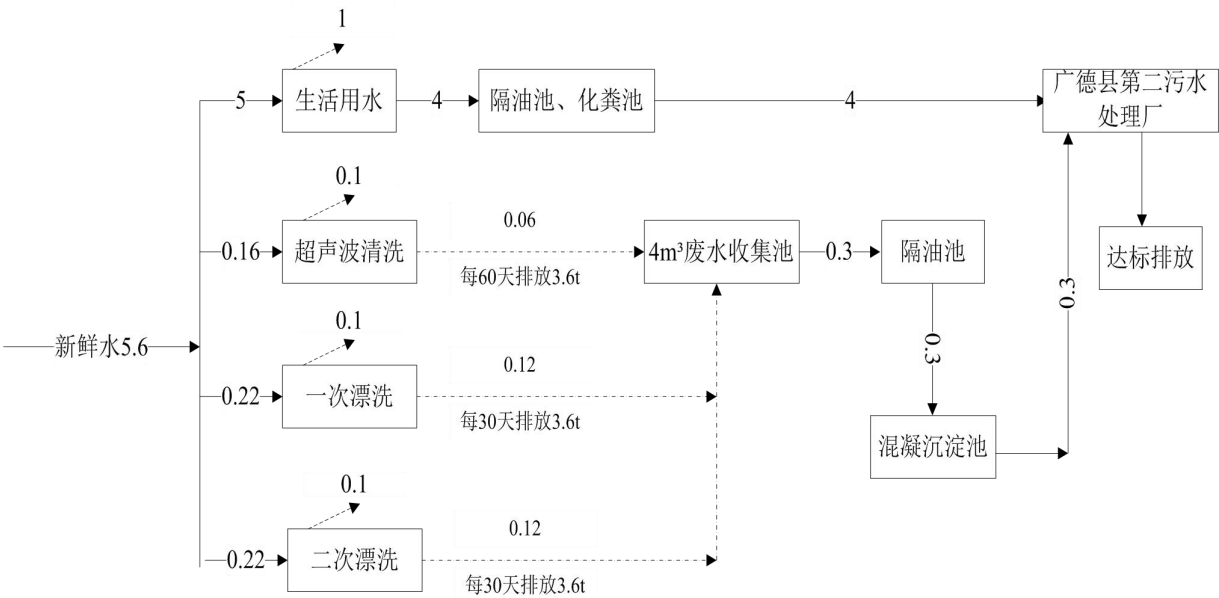 1
5
生活用水
4
隔油池、化粪池
4
广德县第二污水
处理厂
0.1
0.16
超声波清洗
0.06
每60天排放3.6t
4m³废水收集池
0.3
隔油池
达标排放
0.3
0.3
新鲜水5.6
0.1
0.22
一次漂洗
0.12
每30天排放3.6t
混凝沉淀池
0.1
0.22
二次漂洗
0.12
每30天排放3.6t